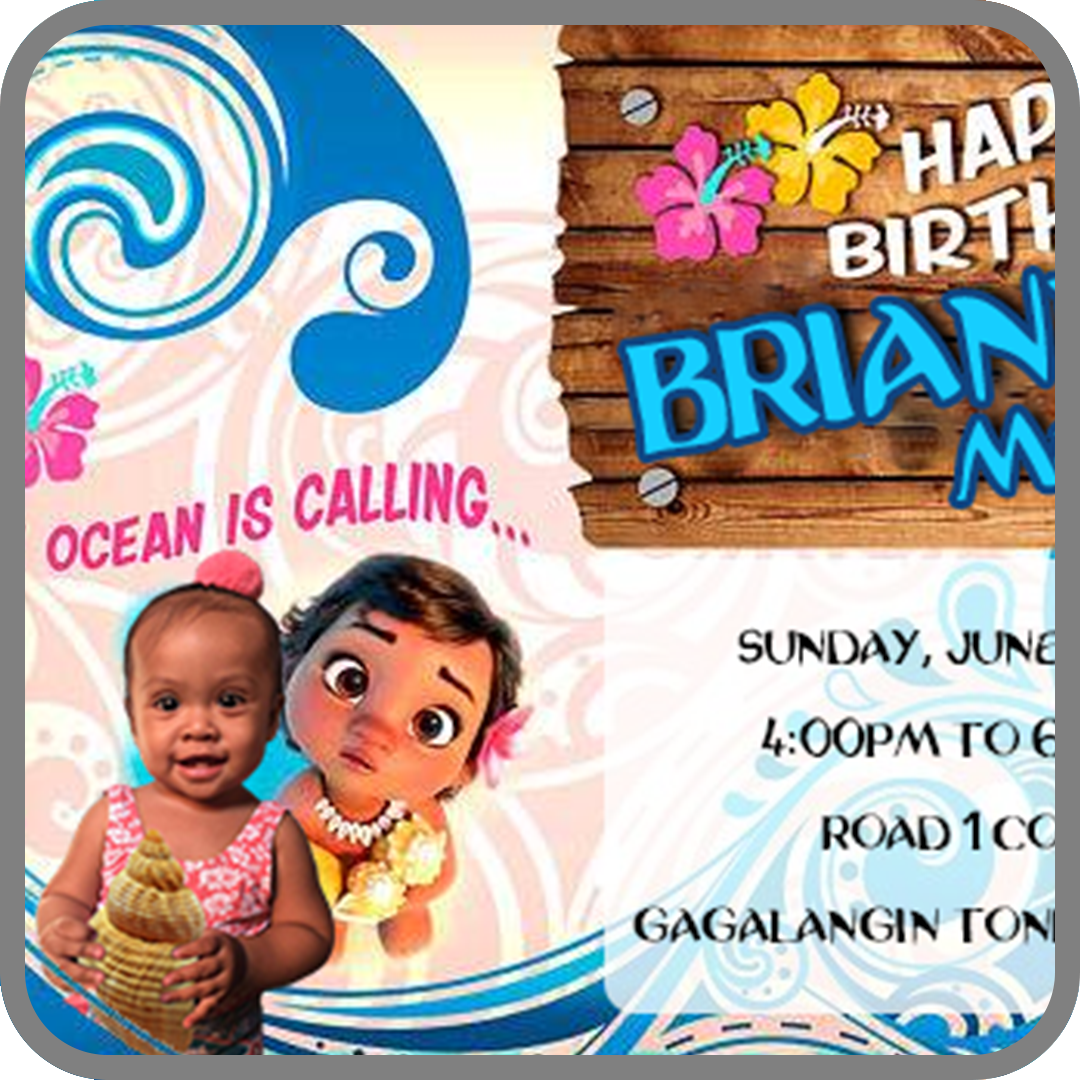 HAP
BIRTH
BRIAN
M
OCEAN IS CALLING...
SUNDAY, JUNE
4:00PM TO 6
ROAD 1 CO
GAGALANGIN TON